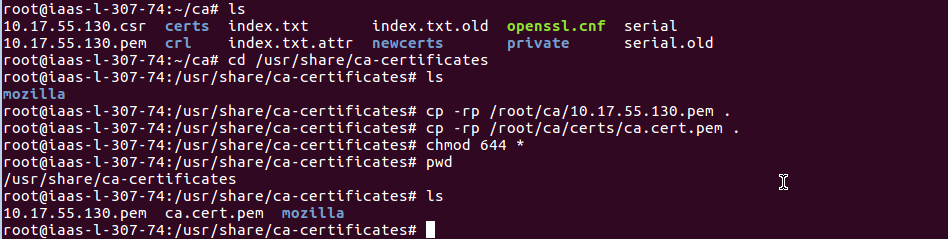 root@iaas-l-307-74:~/ca# ls
10.17.55.130.csr  certs  index.txt       index.txt.old  openssl.cnf  serial
10.17.55.130.pem  crl    index.txt.attr  newcerts       private      serial.old
root@iaas-l-307-74:~/ca# cd /usr/share/ca-certificates
root@iaas-l-307-74:/usr/share/ca-certificates# ls
mozilla
root@iaas-l-307-74:/usr/share/ca-certificates# cp -rp /root/ca/10.17.55.130.pem .
root@iaas-l-307-74:/usr/share/ca-certificates# cp -rp /root/ca/certs/ca.cert.pem .
root@iaas-l-307-74:/usr/share/ca-certificates# chmod 644 *
root@iaas-l-307-74:/usr/share/ca-certificates# pwd
/usr/share/ca-certificates
root@iaas-l-307-74:/usr/share/ca-certificates# ls
10.17.55.130.pem  ca.cert.pem  mozilla
root@iaas-l-307-74:/usr/share/ca-certificates#